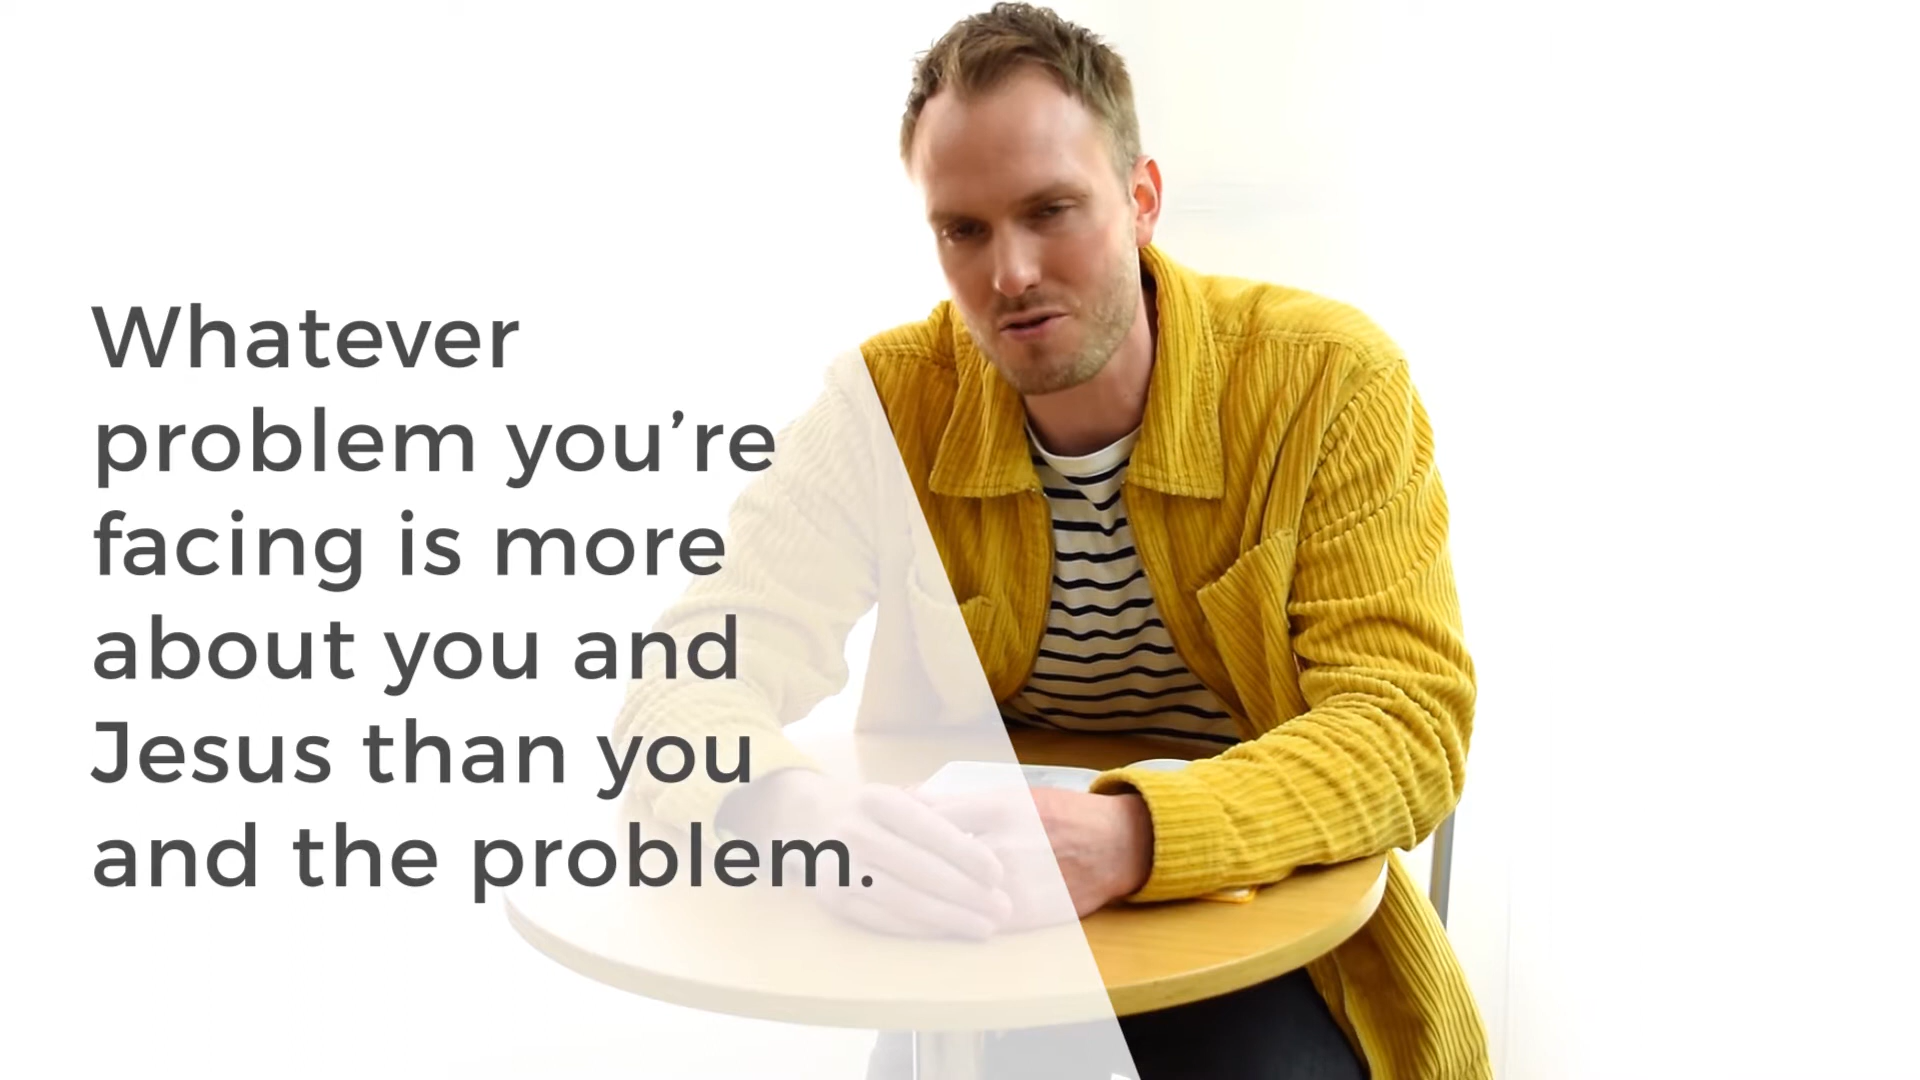 Whatever
problem you’re
facing is more
about you and
Jesus than you
and the problem.